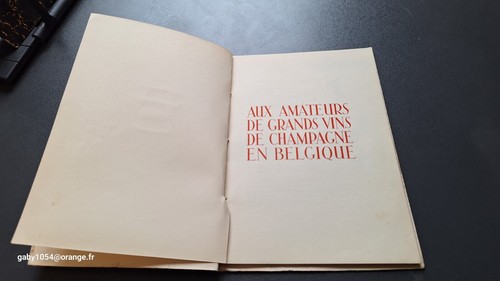 AUX AMATEURS
DE GRANDS VINS
DE CHAMPAGNE
EN BELGIQUE
gaby1054@orange.fr